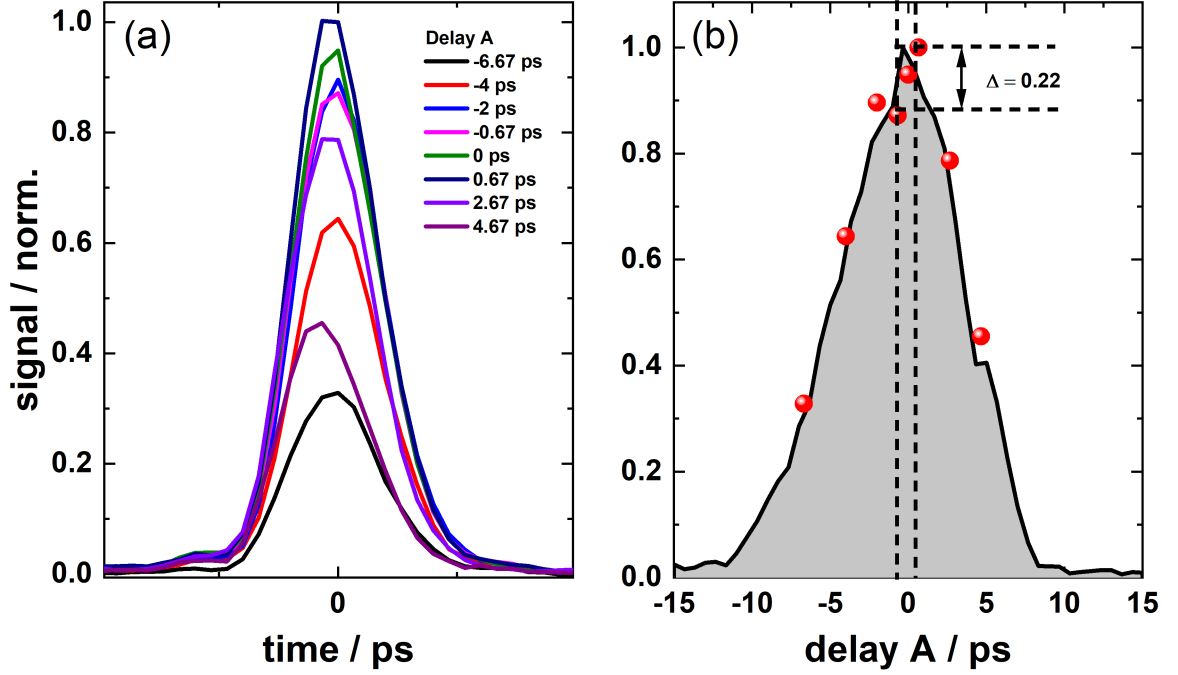 (a)
Delay A
-6.67 ps
-4 ps
-2 ps
-0.67 ps
0 ps
0.67 ps
2.67 ps
4.67 ps
1.0
0.8
0.6
0.4
0.2
0.0
signal / norm.
0
time / ps
(b)
Δ = 0.22
1.0
0.8
0.6
0.4
0.2
0.0
-15 -10 -5 0 5 10 15
delay A / ps